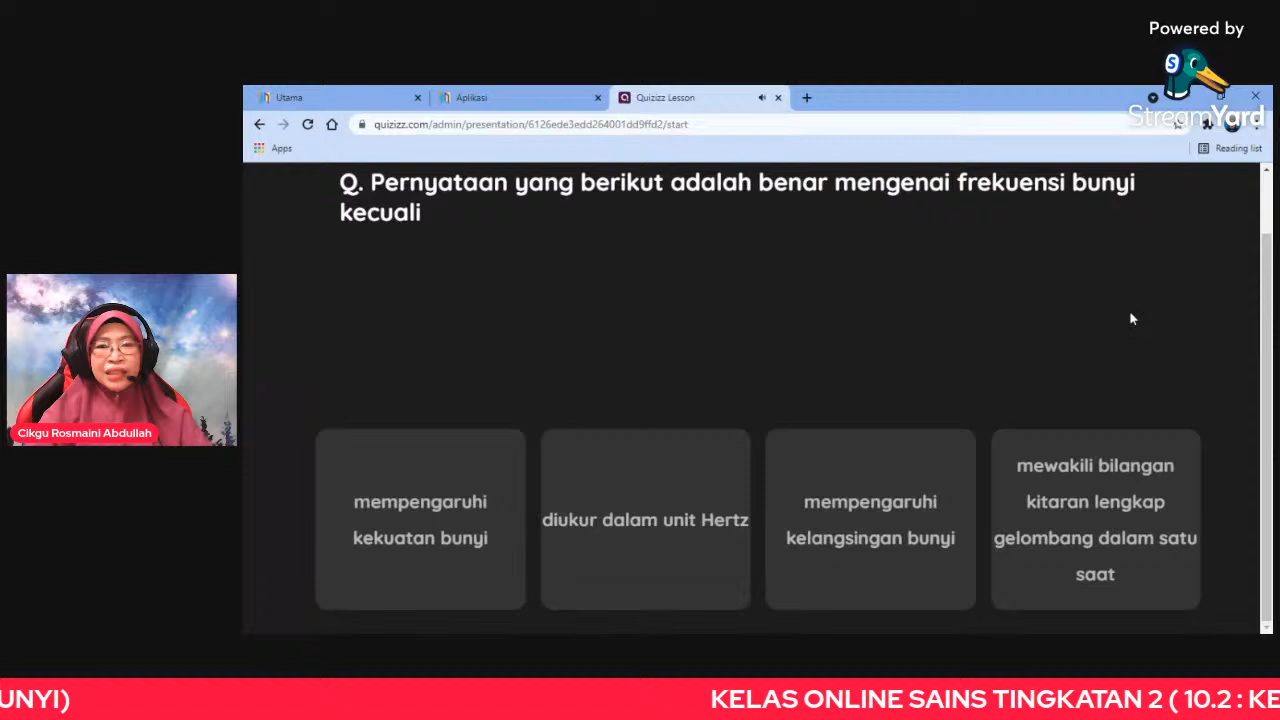 Powered by
StreamYard
Utama
Aplikasi
Quizizz Lesson
quizizz.com/admin/presentation/6126ede3edd264001dd9ffd2/start
Apps
Reading list
Q. Pernyataan yang berikut adalah benar mengenai frekuensi bunyi
kecuali
mempengaruhi
kekuatan bunyi
diukur dalam unit Hertz
mempengaruhi
kelangsingan bunyi
mewakili bilangan
kitaran lengkap
gelombang dalam satu
saat
Cikgu Rosmaini Abdullah
UNYI)
KELAS ONLINE SAINS TINGKATAN 2 ( 10.2 : KE